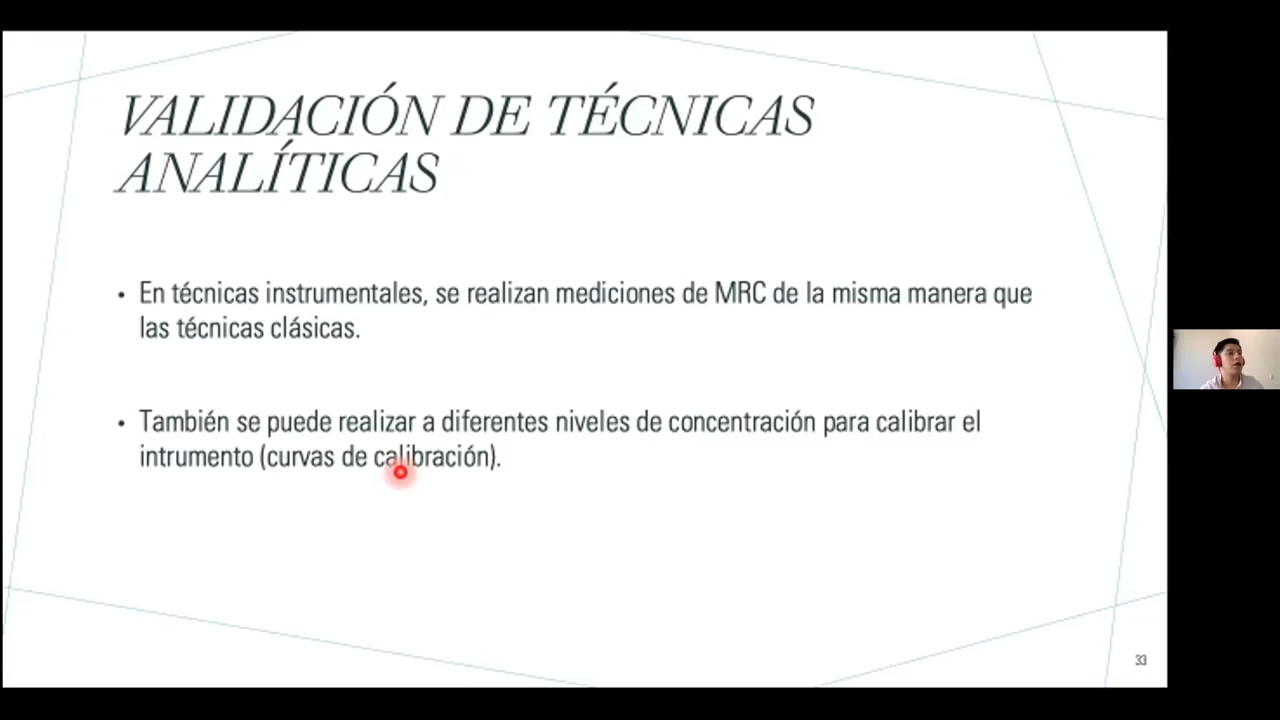 VALIDACIÓN DE TÉCNICAS
ANALÍTICAS
• En técnicas instrumentales, se realizan mediciones de MRC de la misma manera que
las técnicas clásicas.
• También se puede realizar a diferentes niveles de concentración para calibrar el
intrumento (curvas de calibración).
33